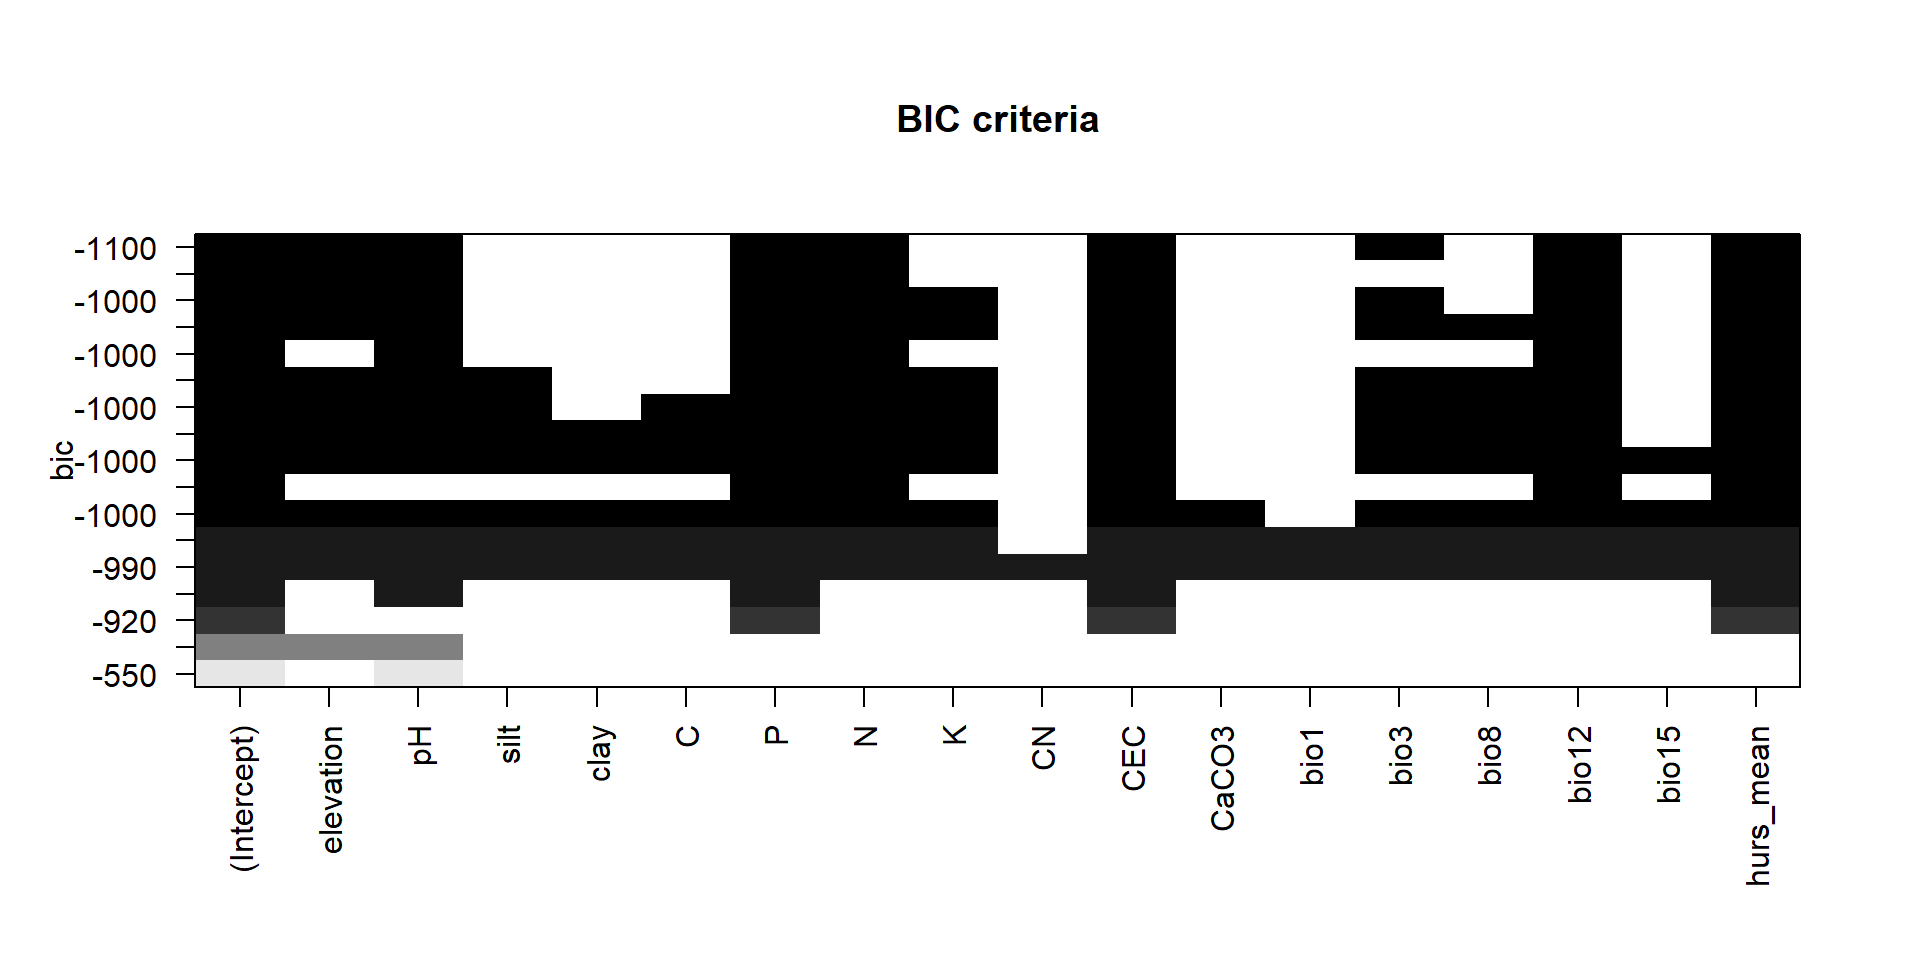 BIC criteria
bic
-1100
-1000
-1000
-1000
-1000
-1000
-990
-920
-550
(Intercept)
elevation
pH
silt
clay
C
P
N
K
CN
CEC
CaCO3
bio1
bio3
bio8
bio12
bio15
hurs_mean